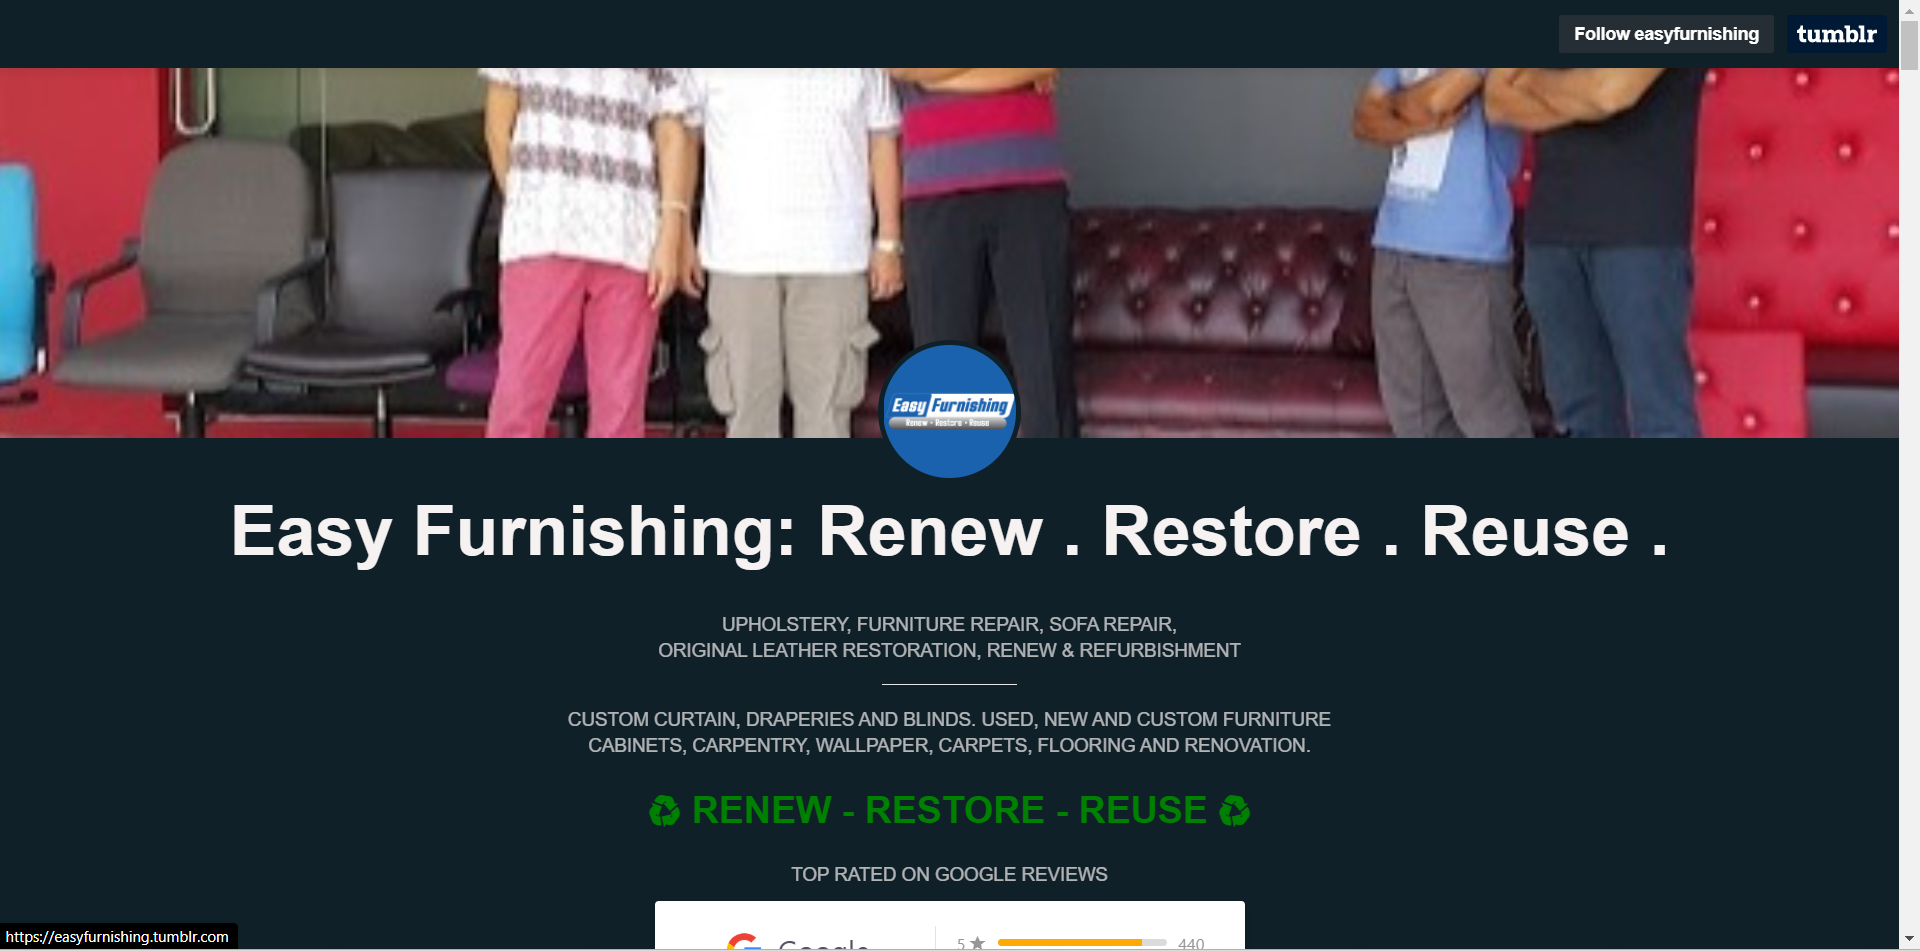 Follow easyfurnishing
tumblr
Easy Furnishing
Renew • Restore • Reuse
Easy Furnishing: Renew . Restore . Reuse .
UPHOLSTERY, FURNITURE REPAIR, SOFA REPAIR,
ORIGINAL LEATHER RESTORATION, RENEW & REFURBISHMENT
CUSTOM CURTAIN, DRAPERIES AND BLINDS. USED, NEW AND CUSTOM FURNITURE
CABINETS, CARPENTRY, WALLPAPER, CARPETS, FLOORING AND RENOVATION.
♻ RENEW - RESTORE - REUSE ♻
TOP RATED ON GOOGLE REVIEWS
Google
5 ★ 440
https://easyfurnishing.tumblr.com